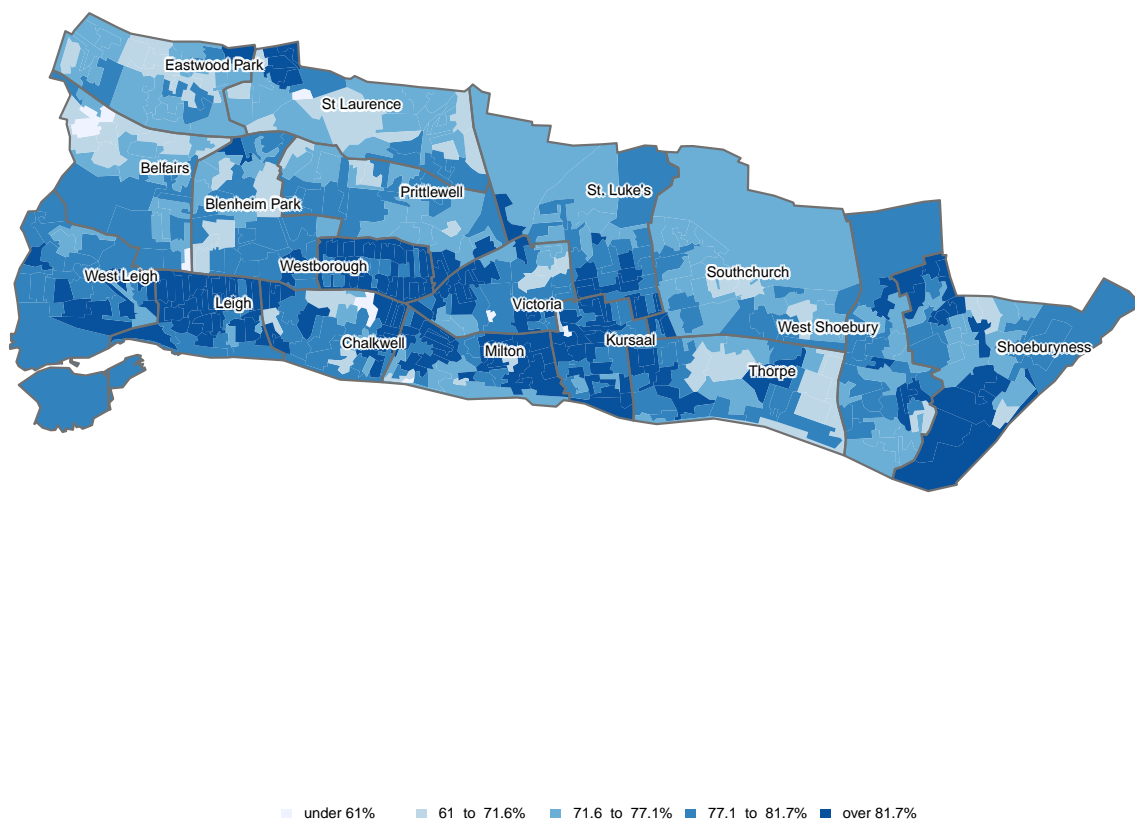 Eastwood Park
St Laurence
Belfairs
Prittlewell
St. Luke's
Blenheim Park
Westborough
Southchurch
West Leigh
Leigh
Victoria
West Shoebury
Chalkwell
Milton
Kursaal
Shoeburyness
Thorpe
under 61% 61 to 71.6% 71.6 to 77.1% 77.1 to 81.7% over 81.7%